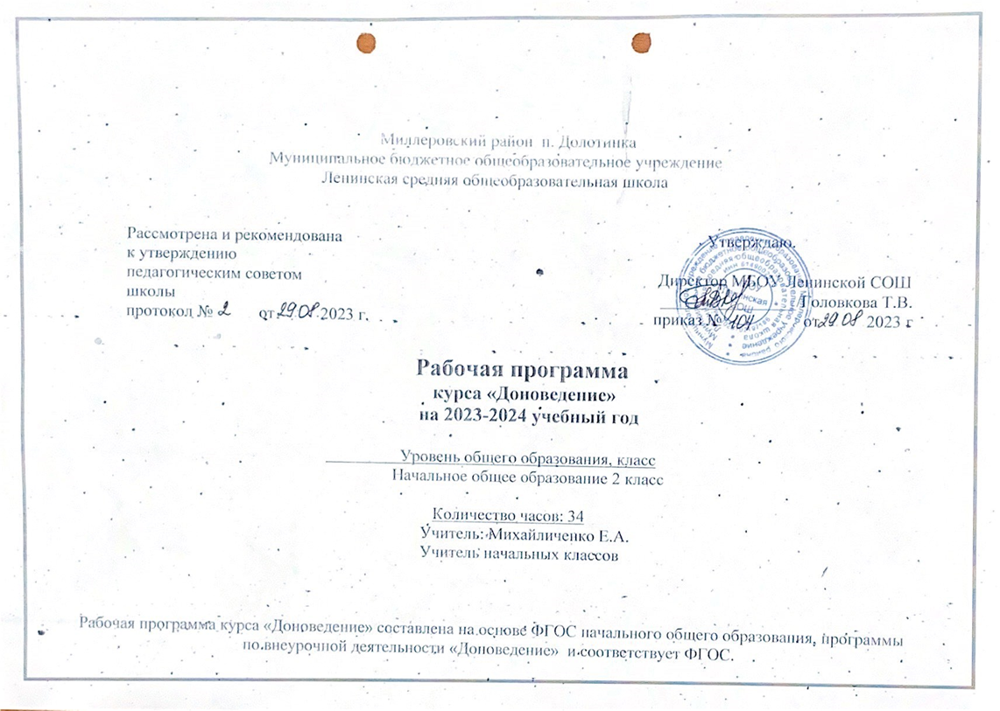 Миллеровский район п. Долотинка
Муниципальное бюджетное общеобразовательное учреждение
Ленинская средняя общеобразовательная школа
Рассмотрена и рекомендована
к утверждению
педагогическим советом
школы
протокол № 2 от 29.08 2023 г.
Утверждаю.
Директор МБОУ Ленинской СОШ
Головкова Т.В.
приказ № 107 от 29.08 2023 г
Рабочая программа
курса «Доноведение»
на 2023-2024 учебный год
Уровень общего образования, класс
Начальное общее образование 2 класс
Количество часов: 34
Учитель: Михайличенко Е.А.
Учитель начальных классов
Рабочая программа курса «Доноведение» составлена на основе ФГОС начального общего образования, программы
по внеурочной деятельности «Доноведение» и соответствует ФГОС.